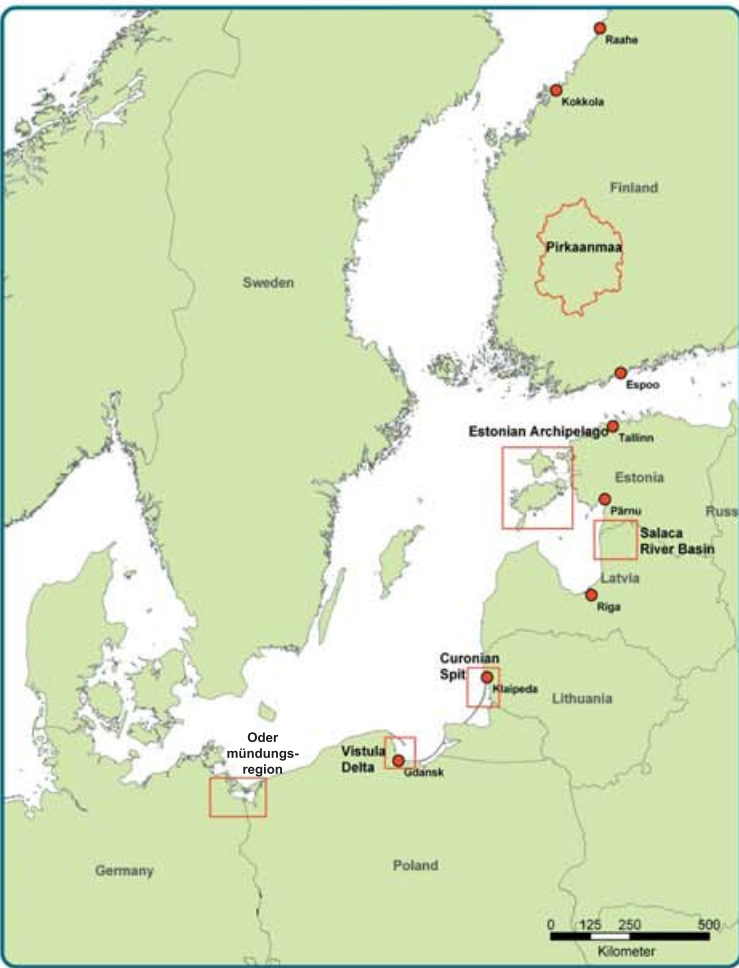 Raahe
Kokkola
Finland
Pirkaanmaa
Sweden
Espoo
Estonian Archipelago
Tallinn
Estonia
Pärnu
Russ
Salaca
River Basin
Latvia
Riga
Curonian
Spit
Klaipeda
Lithuania
Oder
mündungs-
region
Vistula
Delta
Gdansk
Germany
Poland
0 125 250 500
Kilometer